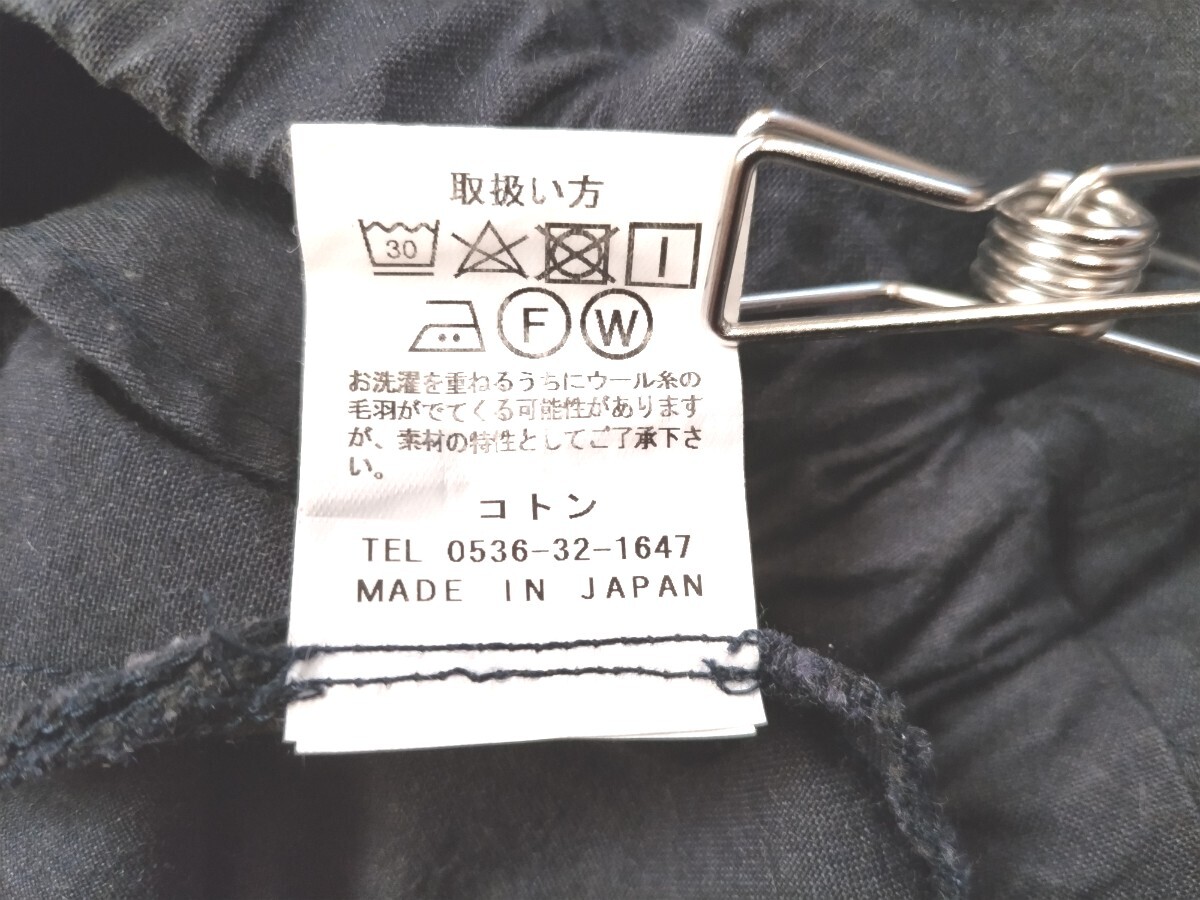 取扱い方
30
F W
お洗濯を重ねるうちにウール糸の
毛羽がでてくる可能性があります
が、素材の特性としてご了承下さ
い。
コトン
TEL 0536-32-1647
MADE IN JAPAN